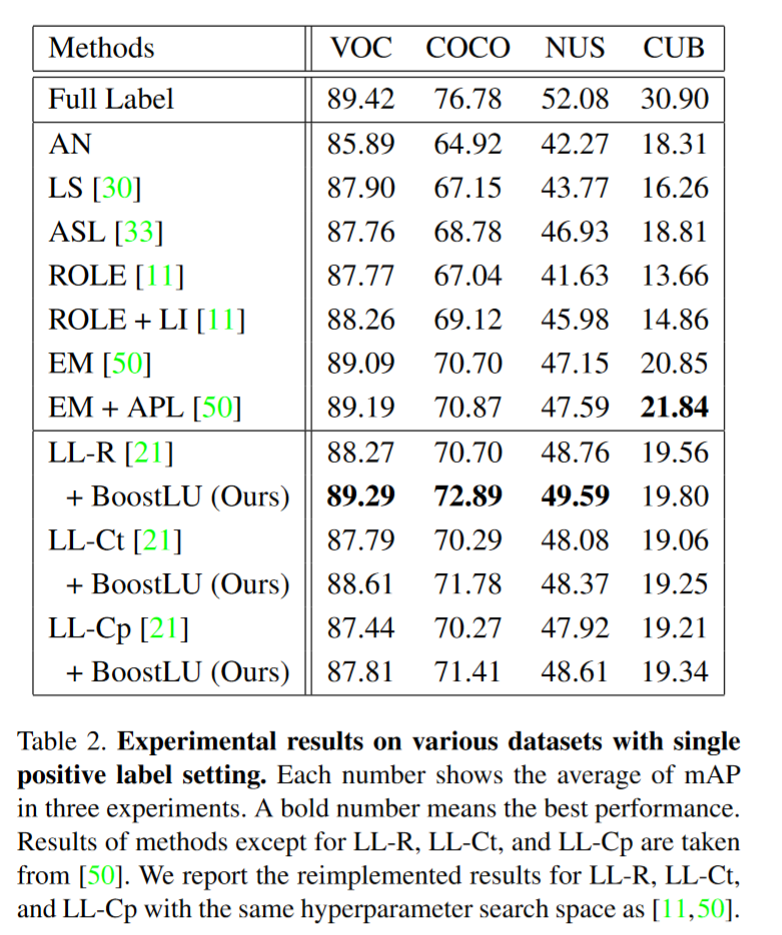 Methods VOC COCO NUS CUB
Full Label 89.42 76.78 52.08 30.90
AN 85.89 64.92 42.27 18.31
LS [30] 87.90 67.15 43.77 16.26
ASL [33] 87.76 68.78 46.93 18.81
ROLE [11] 87.77 67.04 41.63 13.66
ROLE + LI [11] 88.26 69.12 45.98 14.86
EM [50] 89.09 70.70 47.15 20.85
EM + APL [50] 89.19 70.87 47.59 21.84
LL-R [21] 88.27 70.70 48.76 19.56
+ BoostLU (Ours) 89.29 72.89 49.59 19.80
LL-Ct [21] 87.79 70.29 48.08 19.06
+ BoostLU (Ours) 88.61 71.78 48.37 19.25
LL-Cp [21] 87.44 70.27 47.92 19.21
+ BoostLU (Ours) 87.81 71.41 48.61 19.34
Table 2. Experimental results on various datasets with single
positive label setting. Each number shows the average of mAP
in three experiments. A bold number means the best performance.
Results of methods except for LL-R, LL-Ct, and LL-Cp are taken
from [50]. We report the reimplemented results for LL-R, LL-Ct,
and LL-Cp with the same hyperparameter search space as [11,50].